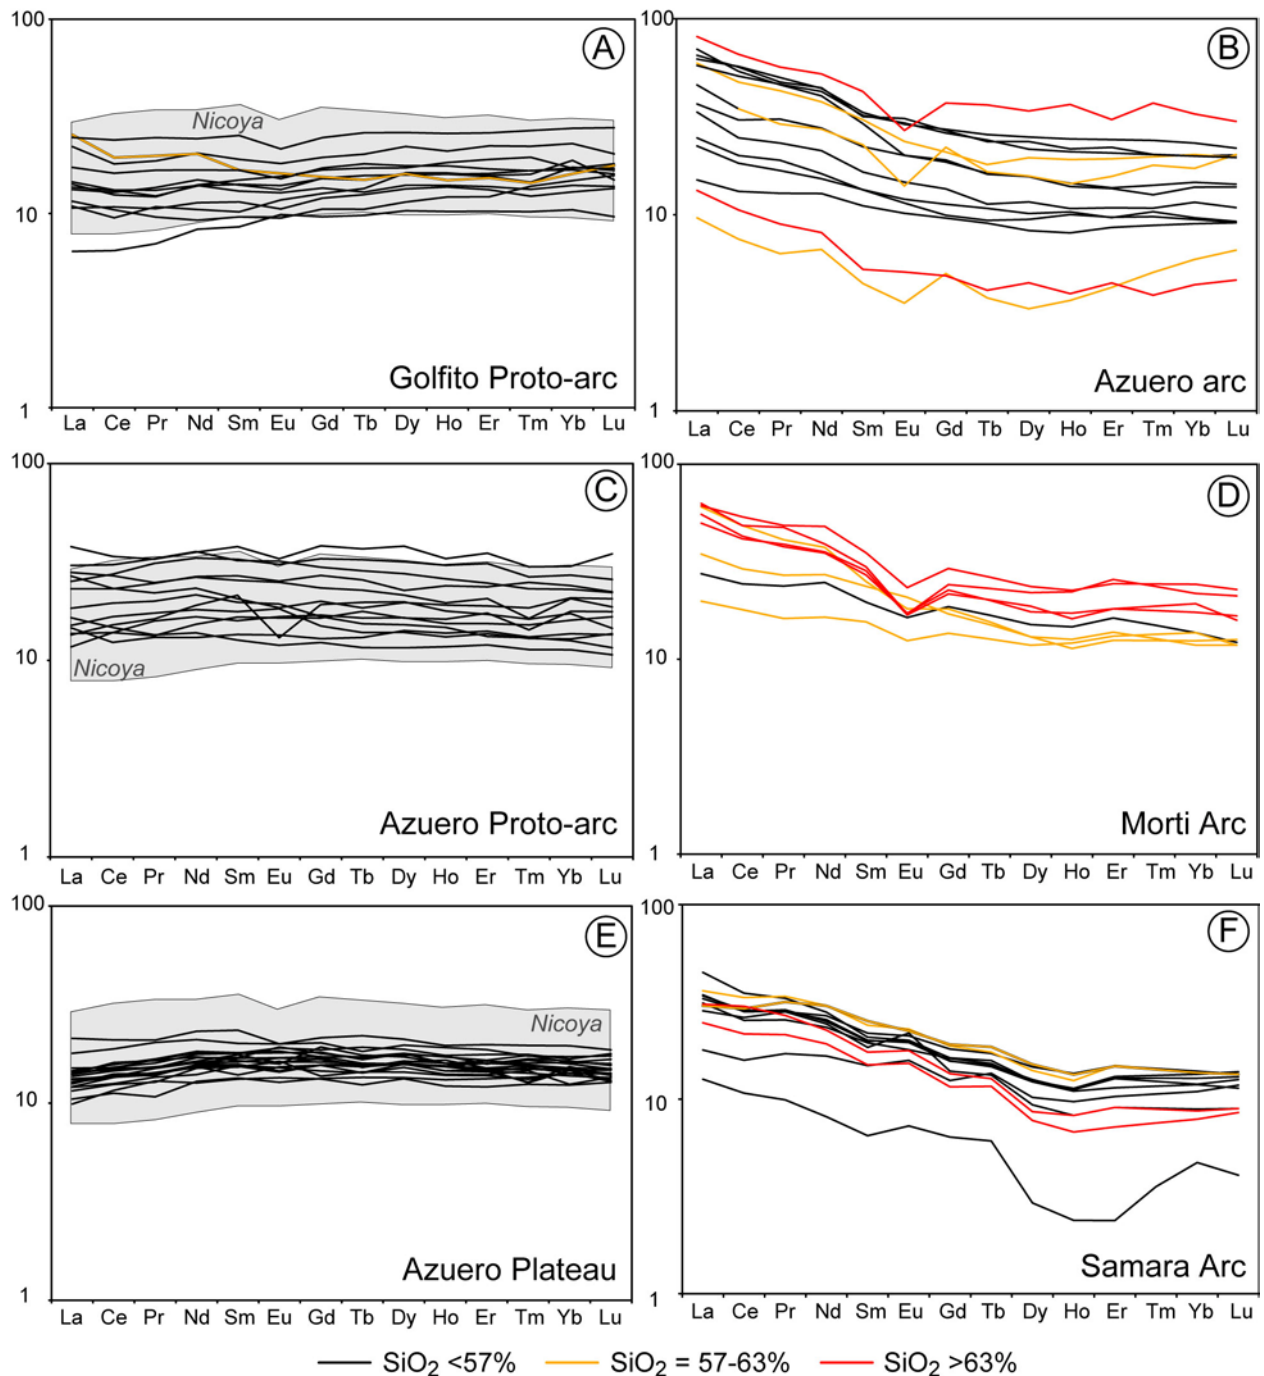 100
A
Nicoya
10
Golfito Proto-arc
1
La Ce Pr Nd Sm Eu Gd Tb Dy Ho Er Tm Yb Lu
100
B
10
Azuero arc
1
La Ce Pr Nd Sm Eu Gd Tb Dy Ho Er Tm Yb Lu
100
C
10
Nicoya
Azuero Proto-arc
1
La Ce Pr Nd Sm Eu Gd Tb Dy Ho Er Tm Yb Lu
100
D
10
Morti Arc
1
La Ce Pr Nd Sm Eu Gd Tb Dy Ho Er Tm Yb Lu
100
E
Nicoya
10
Azuero Plateau
1
La Ce Pr Nd Sm Eu Gd Tb Dy Ho Er Tm Yb Lu
100
F
10
Samara Arc
1
La Ce Pr Nd Sm Eu Gd Tb Dy Ho Er Tm Yb Lu
SiO₂ <57% SiO₂ = 57-63% SiO₂ >63%